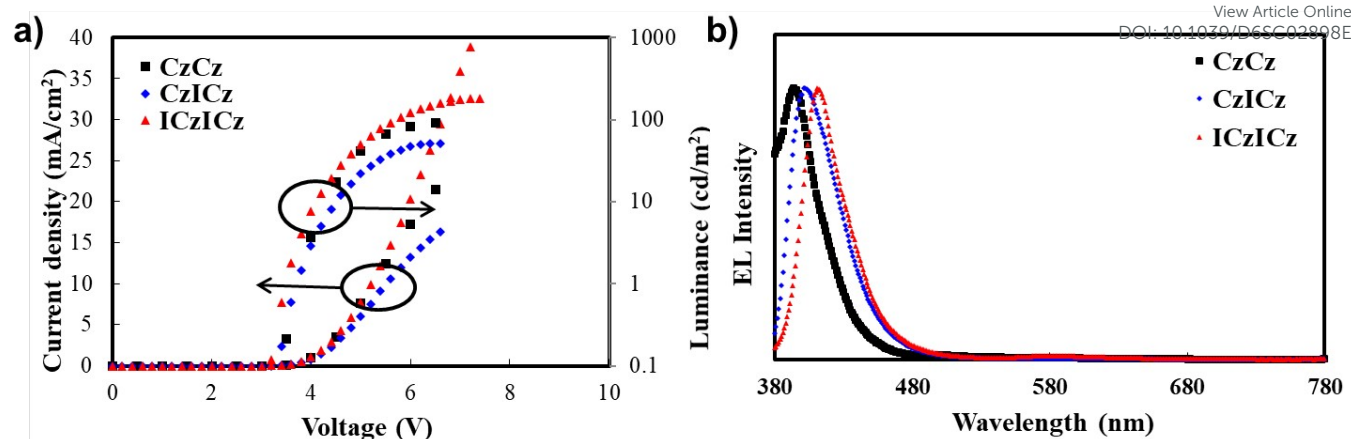 View Article Online
DOI: 10.1039/D6SC02898E
a)
40
35
30
25
20
15
10
5
0
Current density (mA/cm²)
CzCz
CzICz
ICzICz
1000
100
10
1
0.1
Luminance (cd/m²)
0 2 4 6 8 10
Voltage (V)
b)
EL Intensity
CzCz
CzICz
ICzICz
380 480 580 680 780
Wavelength (nm)